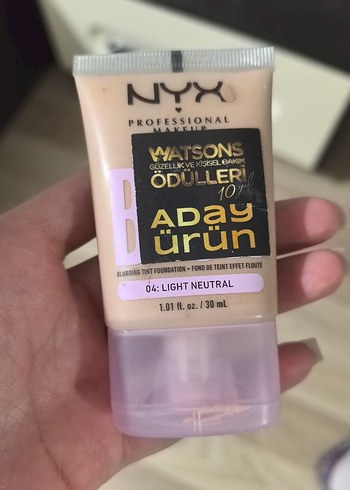 NYX
PROFESSIONAL
MAKEUP
WATSONS
GÜZELLİK VE KİŞİSEL BAKIM
ÖDÜLLERİ
10.yıl
ADAY
ürün
BLURRING TINT FOUNDATION • FOND DE TEINT EFFET FLOUTÉ
04: LIGHT NEUTRAL
1.01 fl. oz. / 30 mL